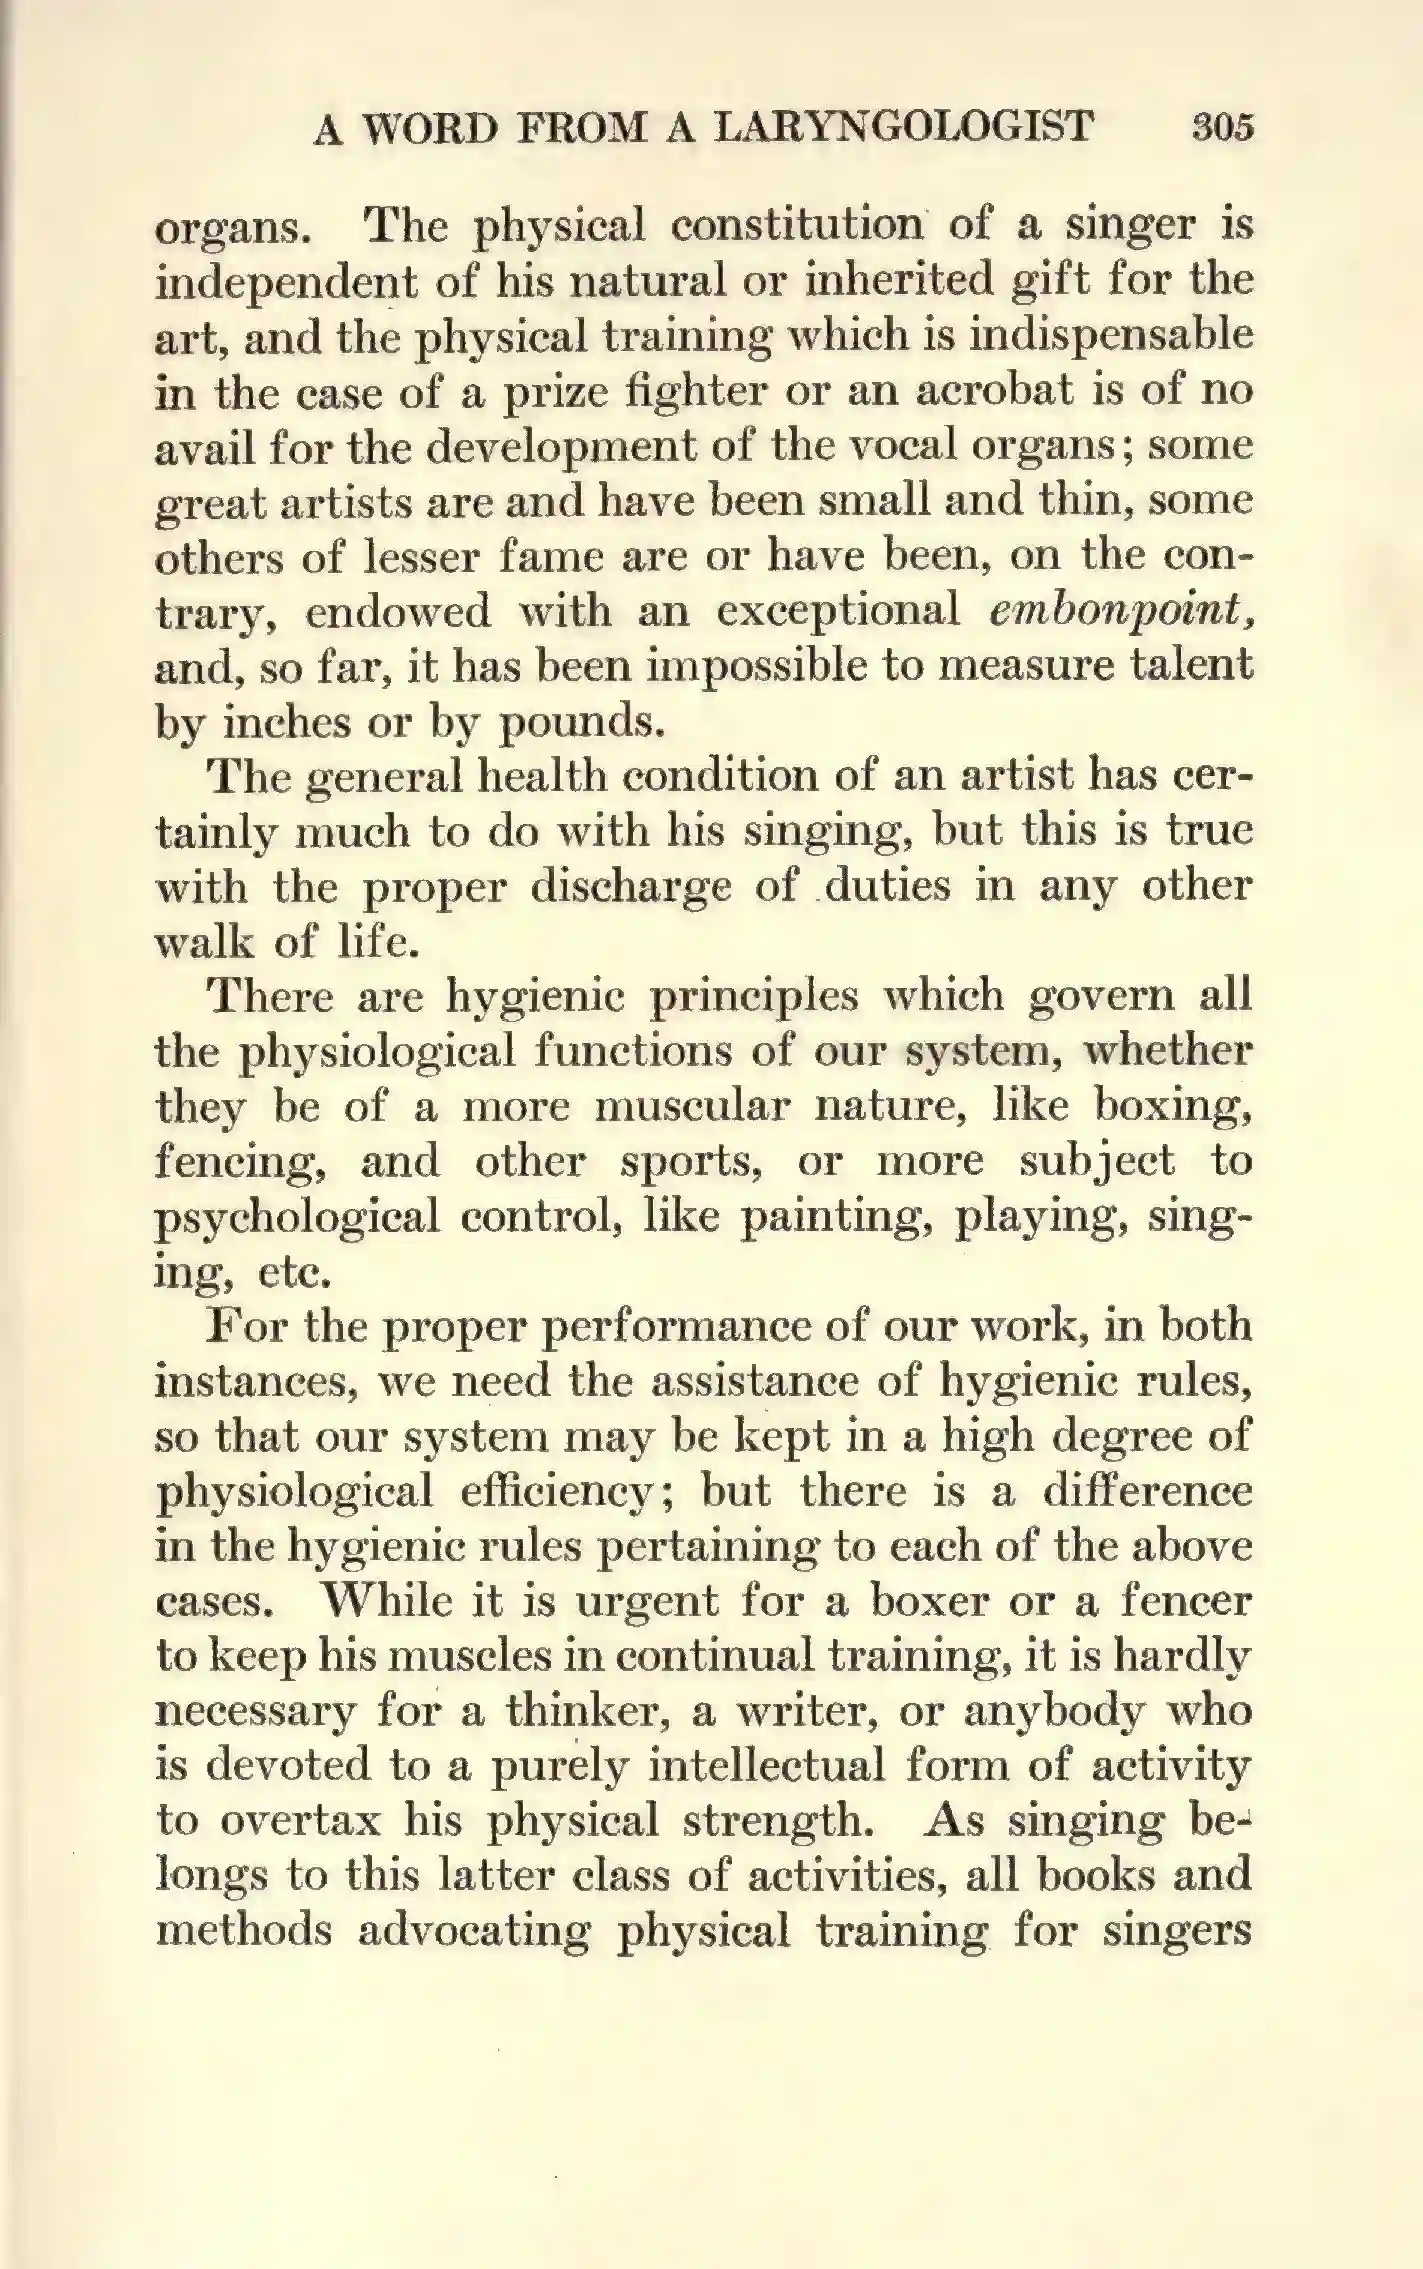 A WORD FROM A LARYNGOLOGIST 305
organs. The physical constitution of a singer is
independent of his natural or inherited gift for the
art, and the physical training which is indispensable
in the case of a prize fighter or an acrobat is of no
avail for the development of the vocal organs; some
great artists are and have been small and thin, some
others of lesser fame are or have been, on the con-
trary, endowed with an exceptional embonpoint,
and, so far, it has been impossible to measure talent
by inches or by pounds.
The general health condition of an artist has cer-
tainly much to do with his singing, but this is true
with the proper discharge of duties in any other
walk of life.
There are hygienic principles which govern all
the physiological functions of our system, whether
they be of a more muscular nature, like boxing,
fencing, and other sports, or more subject to
psychological control, like painting, playing, sing-
ing, etc.
For the proper performance of our work, in both
instances, we need the assistance of hygienic rules,
so that our system may be kept in a high degree of
physiological efficiency; but there is a difference
in the hygienic rules pertaining to each of the above
cases. While it is urgent for a boxer or a fencer
to keep his muscles in continual training, it is hardly
necessary for a thinker, a writer, or anybody who
is devoted to a purely intellectual form of activity
to overtax his physical strength. As singing be-
longs to this latter class of activities, all books and
methods advocating physical training for singers